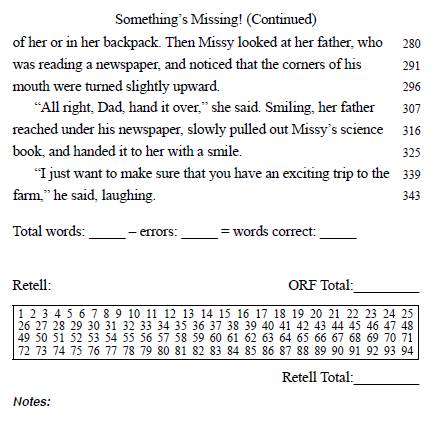 Something's Missing! (Continued)
of her or in her backpack. Then Missy looked at her father, who 280
was reading a newspaper, and noticed that the corners of his 291
mouth were turned slightly upward. 296
“All right, Dad, hand it over,” she said. Smiling, her father 307
reached under his newspaper, slowly pulled out Missy’s science 316
book, and handed it to her with a smile. 325
“I just want to make sure that you have an exciting trip to the 339
farm,” he said, laughing. 343
Total words: _____ – errors: _____ = words correct: _____
Retell: ORF Total:_________
1 2 3 4 5 6 7 8 9 10 11 12 13 14 15 16 17 18 19 20 21 22 23 24 25
26 27 28 29 30 31 32 33 34 35 36 37 38 39 40 41 42 43 44 45 46 47 48
49 50 51 52 53 54 55 56 57 58 59 60 61 62 63 64 65 66 67 68 69 70 71
72 73 74 75 76 77 78 79 80 81 82 83 84 85 86 87 88 89 90 91 92 93 94
Retell Total:_________
Notes: